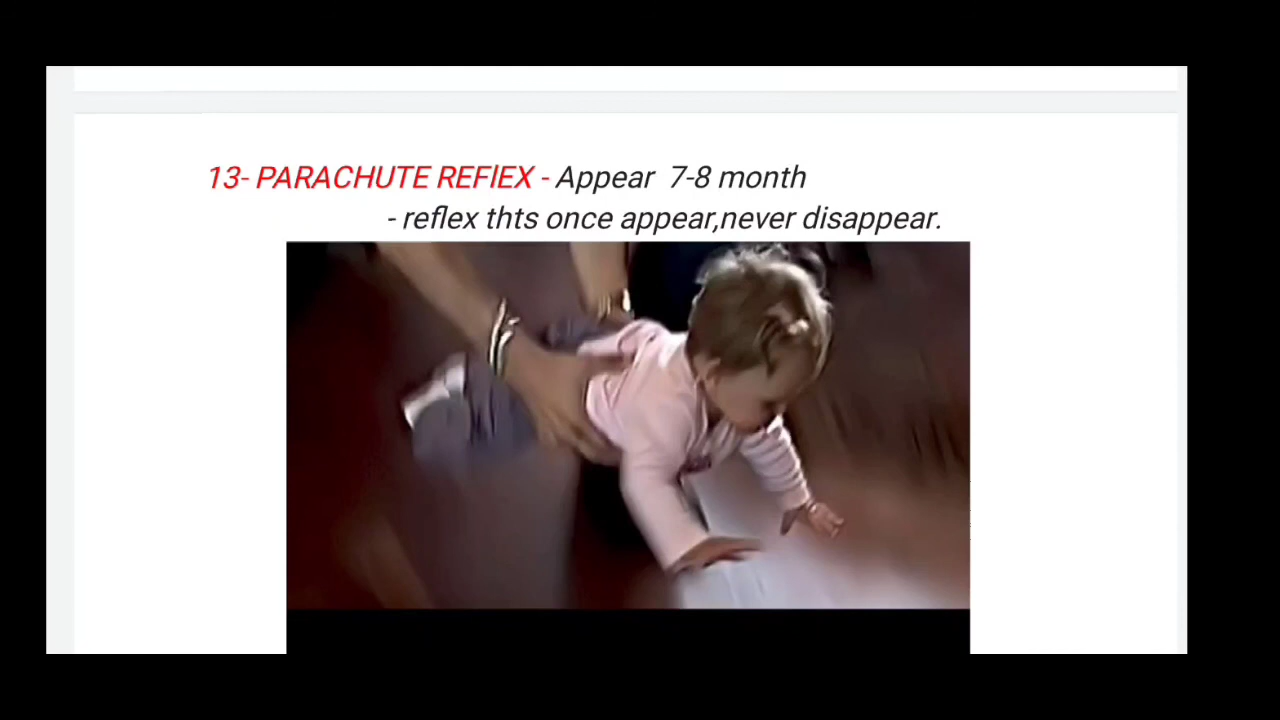 13- PARACHUTE REFlEX - Appear 7-8 month
- reflex thts once appear,never disappear.